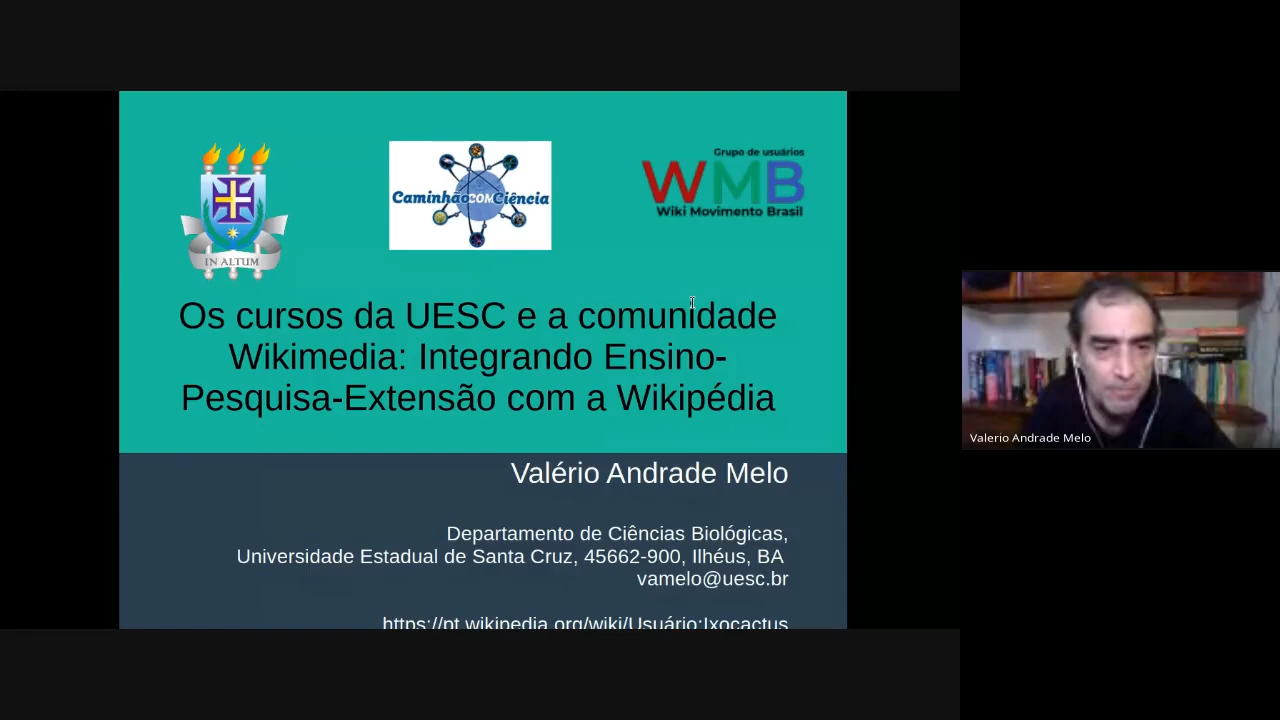 IN ALTUM
CaminhãoCOMCiência
Grupo de usuários
WMB
Wiki Movimento Brasil
Os cursos da UESC e a comunidade
Wikimedia: Integrando Ensino-
Pesquisa-Extensão com a Wikipédia
Valério Andrade Melo
Departamento de Ciências Biológicas,
Universidade Estadual de Santa Cruz, 45662-900, Ilhéus, BA
vamelo@uesc.br
https://pt.wikipedia.org/wiki/Usuário:Ixocactus
Valerio Andrade Melo